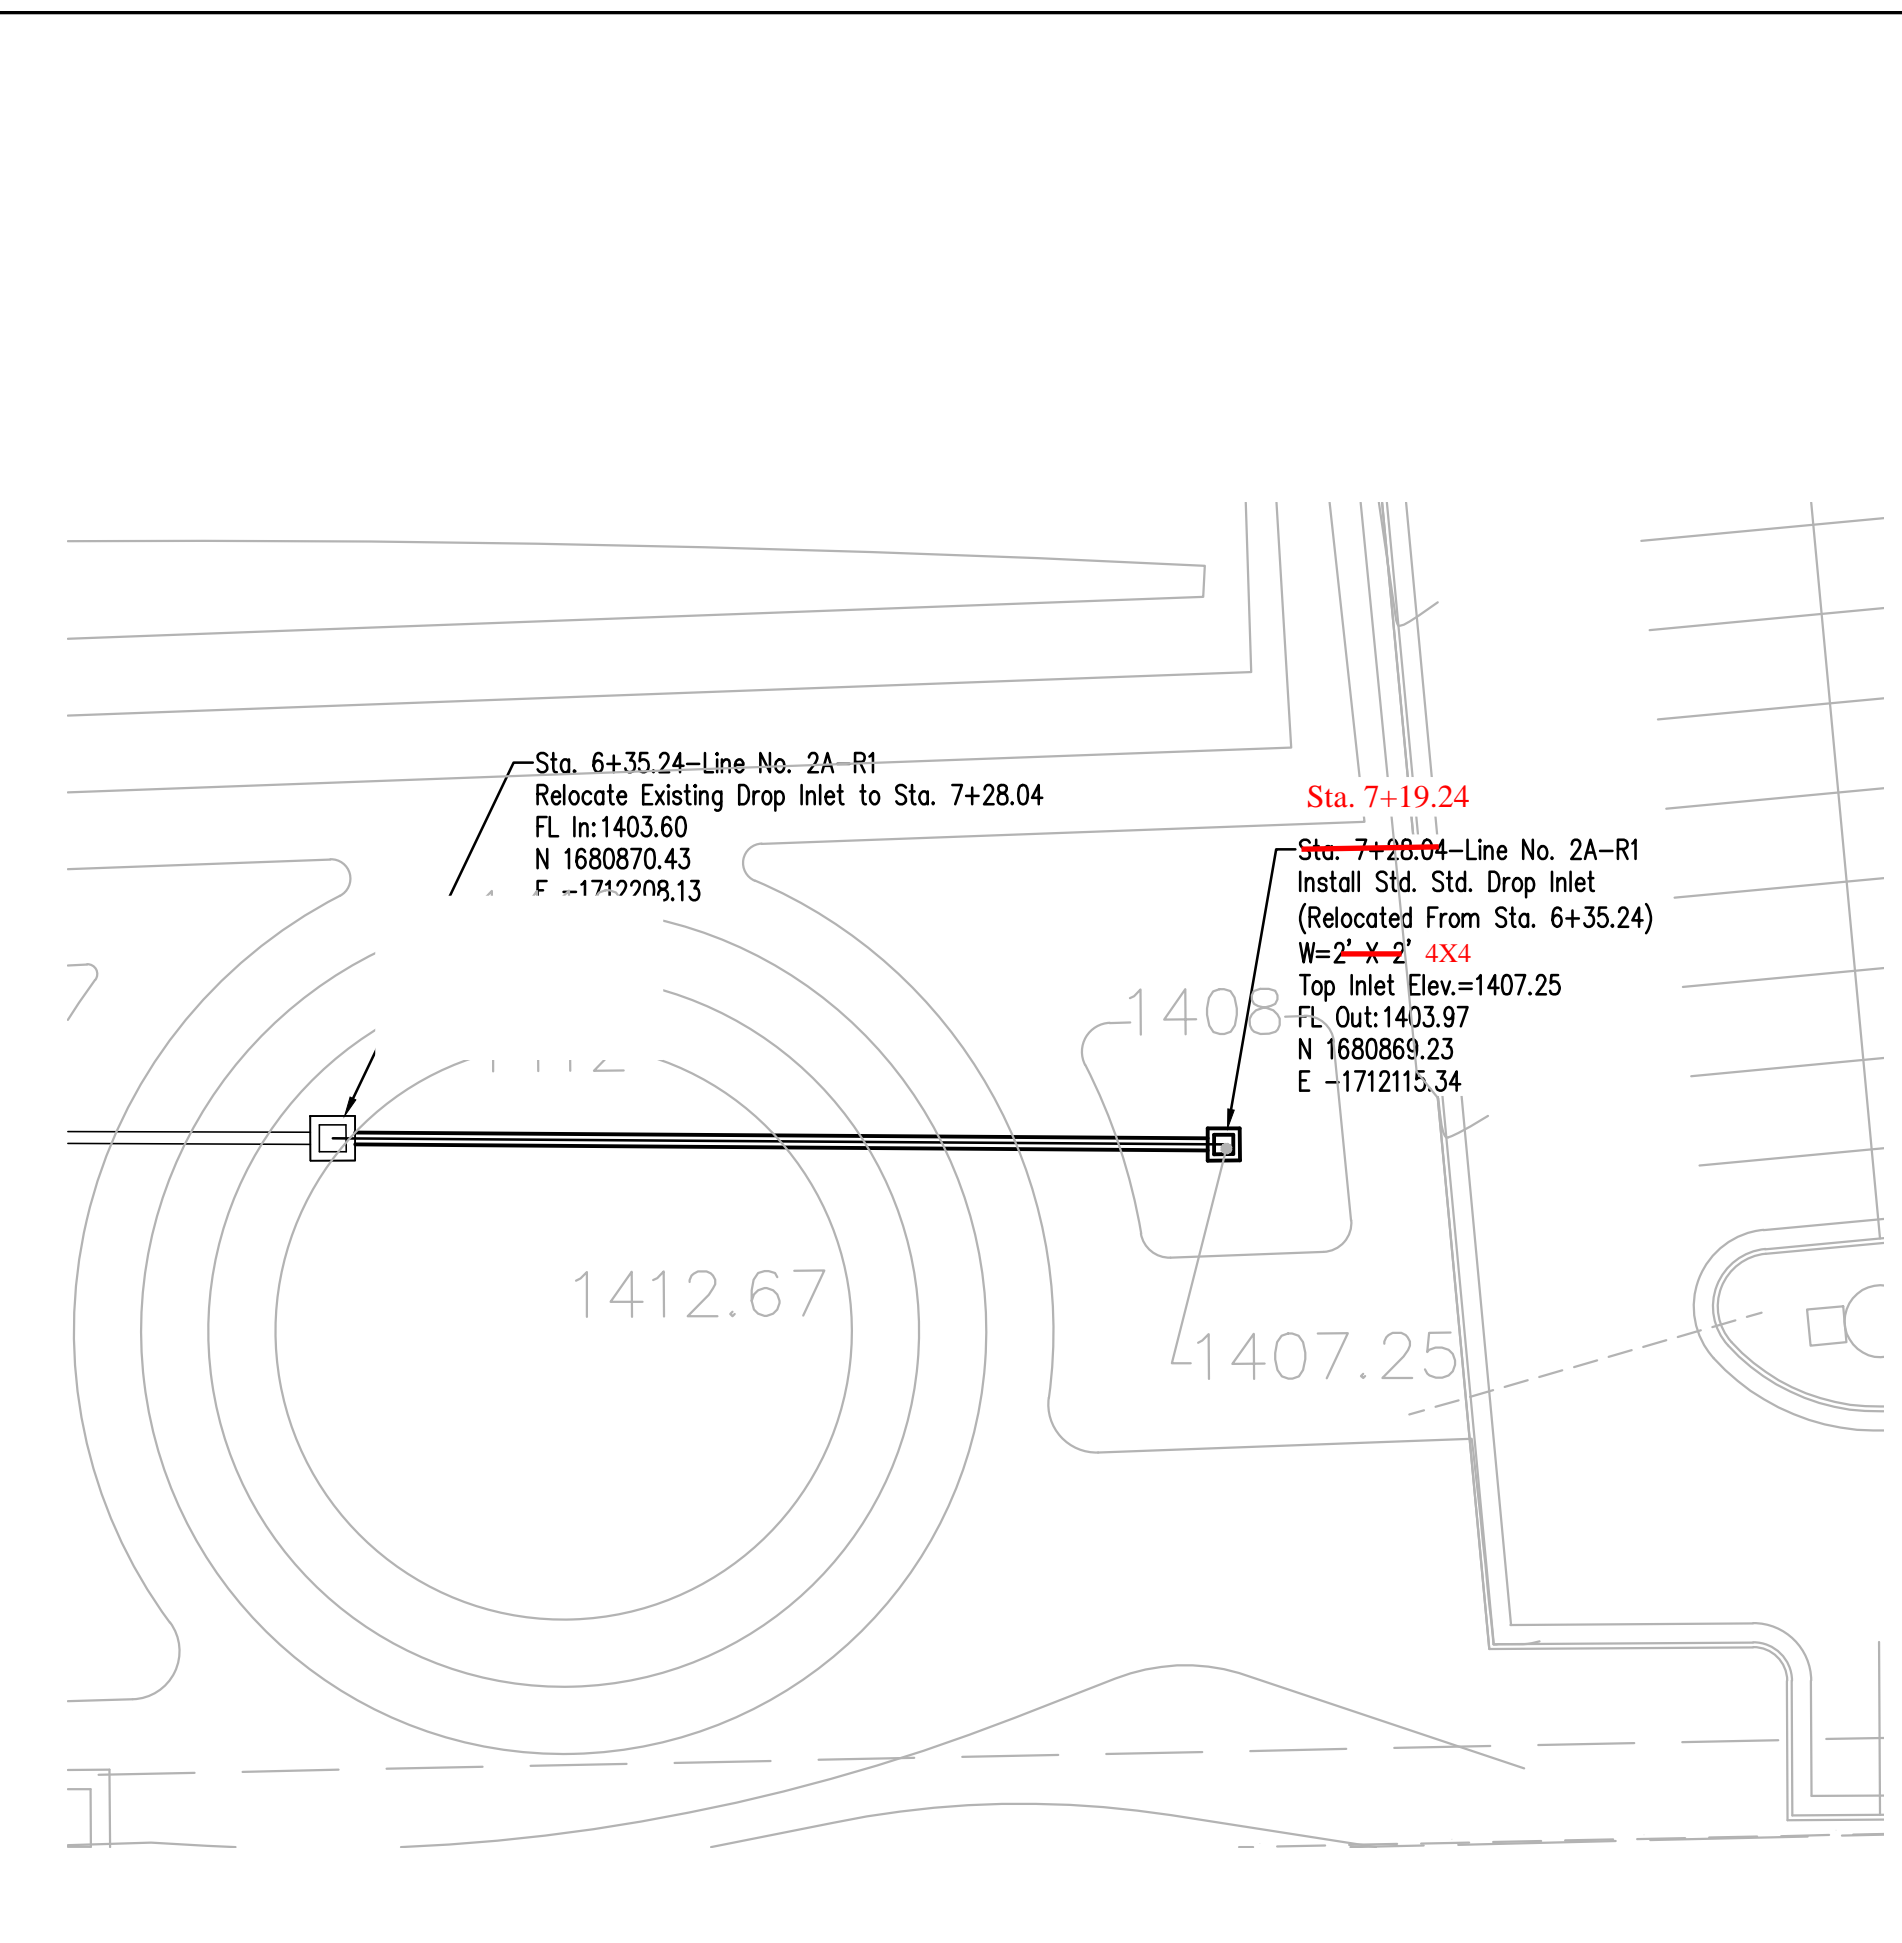 Sta. 6+35.24-Line No. 2A-R1
Relocate Existing Drop Inlet to Sta. 7+28.04
FL In:1403.60
N 1680870.43
E -1712208.13
Sta. 7+19.24
Sta. 7+28.04-Line No. 2A-R1
Install Std. Std. Drop Inlet
(Relocated From Sta. 6+35.24)
W=2' X 2' 4X4
Top Inlet Elev.=1407.25
FL Out:1403.97
N 1680869.23
E -1712115.34
1408
1412.67
1407.25